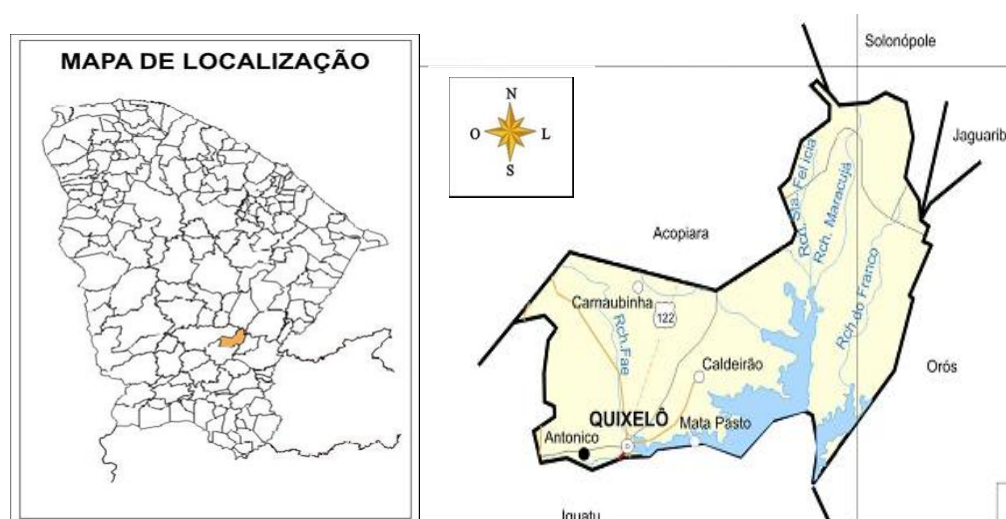 MAPA DE LOCALIZAÇÃO
N
O L
S
Solonópole
Jaguarib
Rch. Sta. Felícia
Rch. Maracujá
Acopiara
Rch do Franco
Carnaubinha
122
Rch.Fae
Caldeirão
Orós
QUIXELÔ
Mata Pasto
Antonico
Iguatu